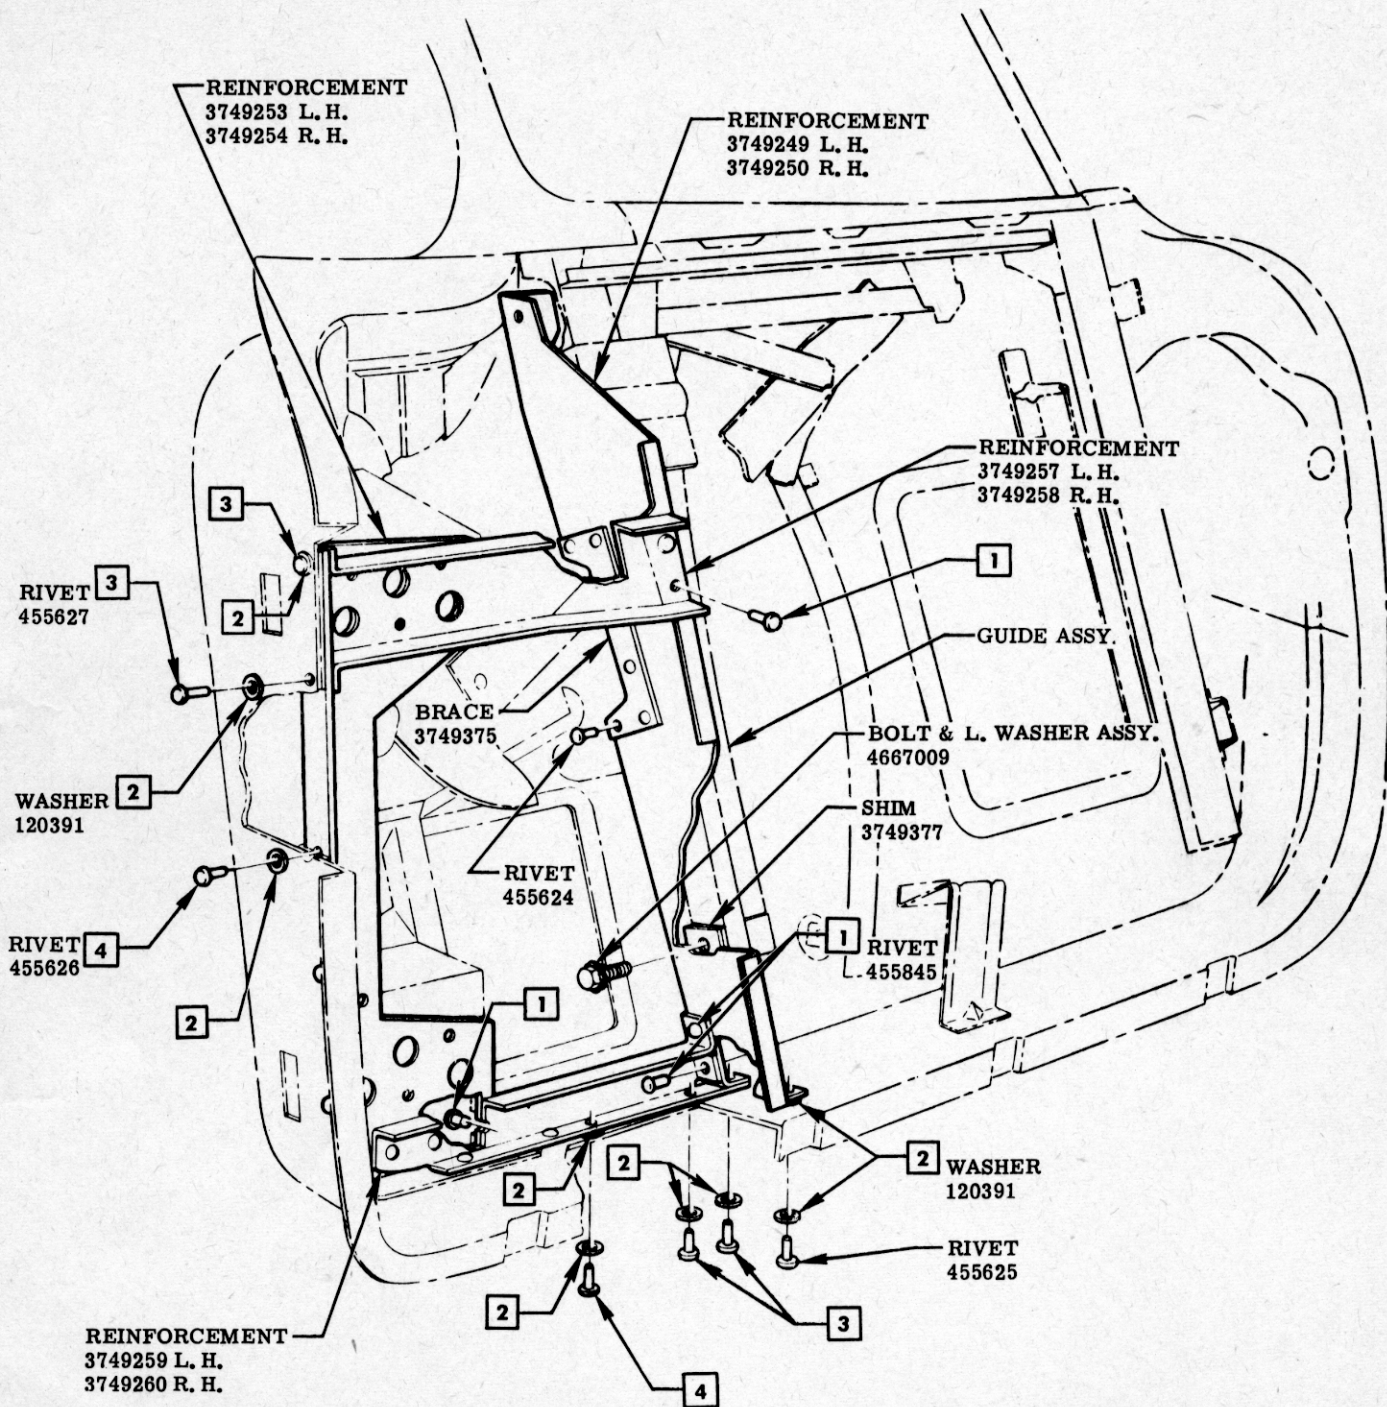 REINFORCEMENT
3749253 L. H.
3749254 R. H.
REINFORCEMENT
3749249 L. H.
3749250 R. H.
REINFORCEMENT
3749257 L. H.
3749258 R. H.
3
1
RIVET 3
455627
2
GUIDE ASSY.
BRACE
3749375
BOLT & L. WASHER ASSY.
4667009
WASHER 2
120391
SHIM
3749377
RIVET
455624
RIVET 4
455626
1 RIVET
455845
2
1
2
2
2 WASHER
120391
RIVET
455625
2
3
REINFORCEMENT
3749259 L. H.
3749260 R. H.
4